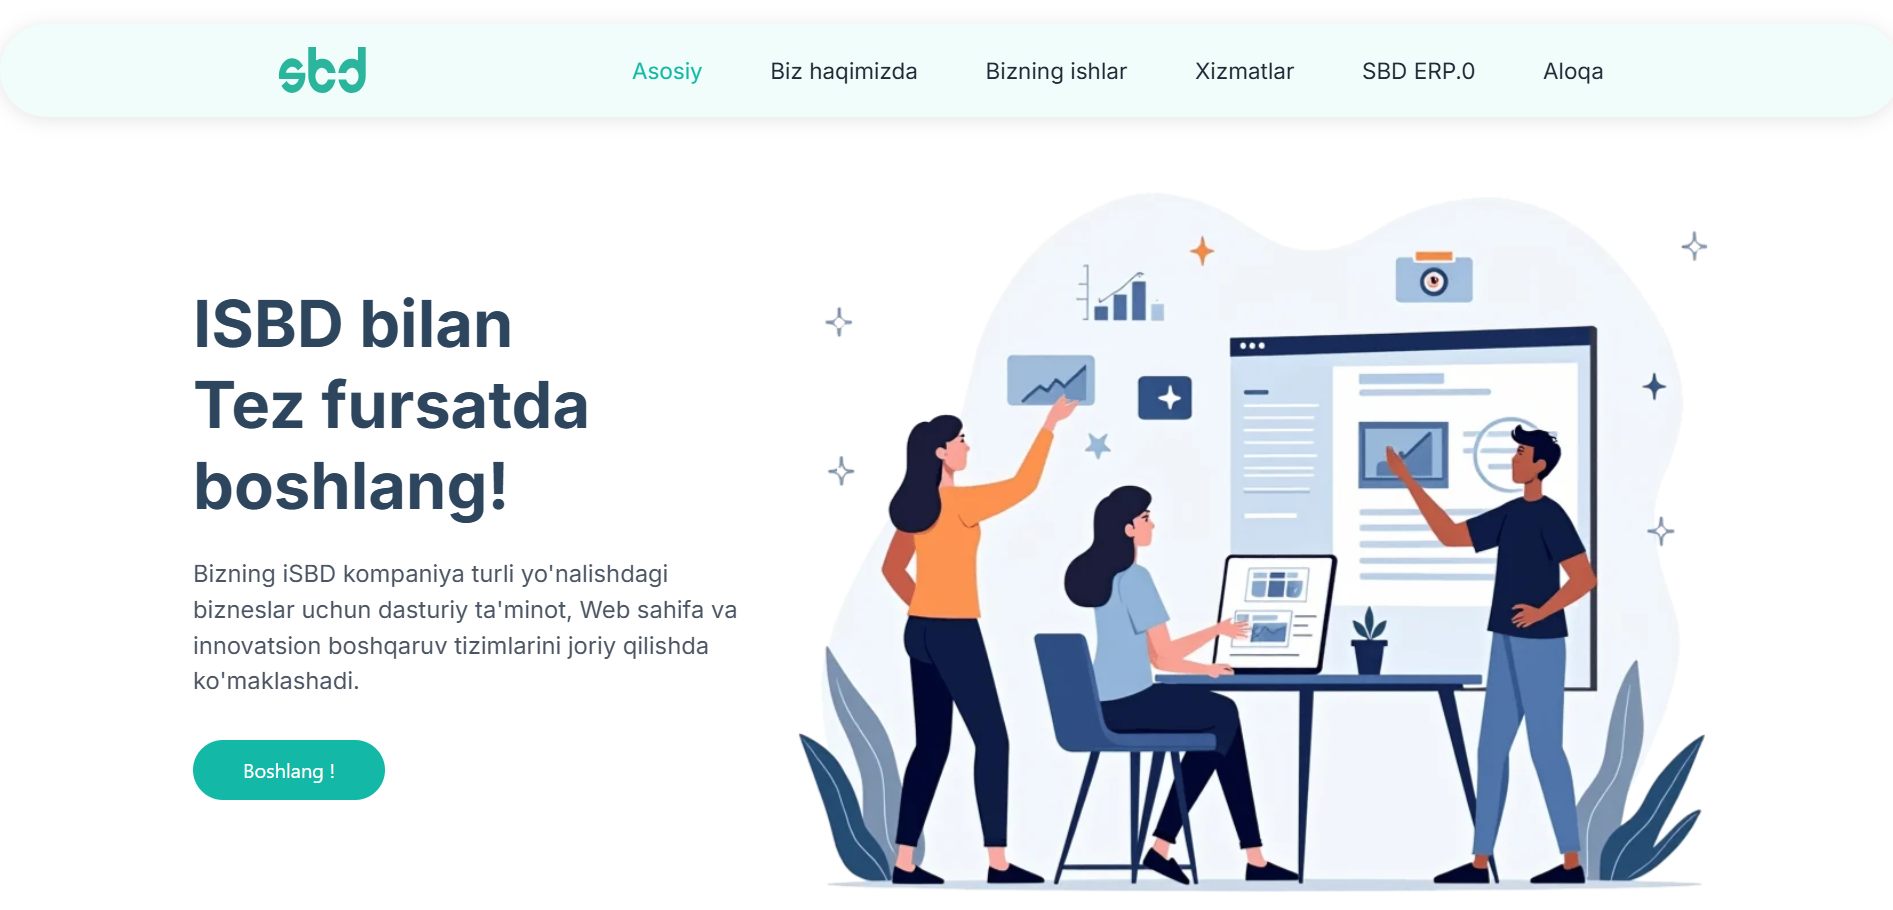 sbd
Asosiy
Biz haqimizda
Bizning ishlar
Xizmatlar
SBD ERP.0
Aloqa
ISBD bilan
Tez fursatda
boshlang!
Bizning iSBD kompaniya turli yo'nalishdagi
bizneslar uchun dasturiy ta'minot, Web sahifa va
innovatsion boshqaruv tizimlarini joriy qilishda
ko'maklashadi.
Boshlang !